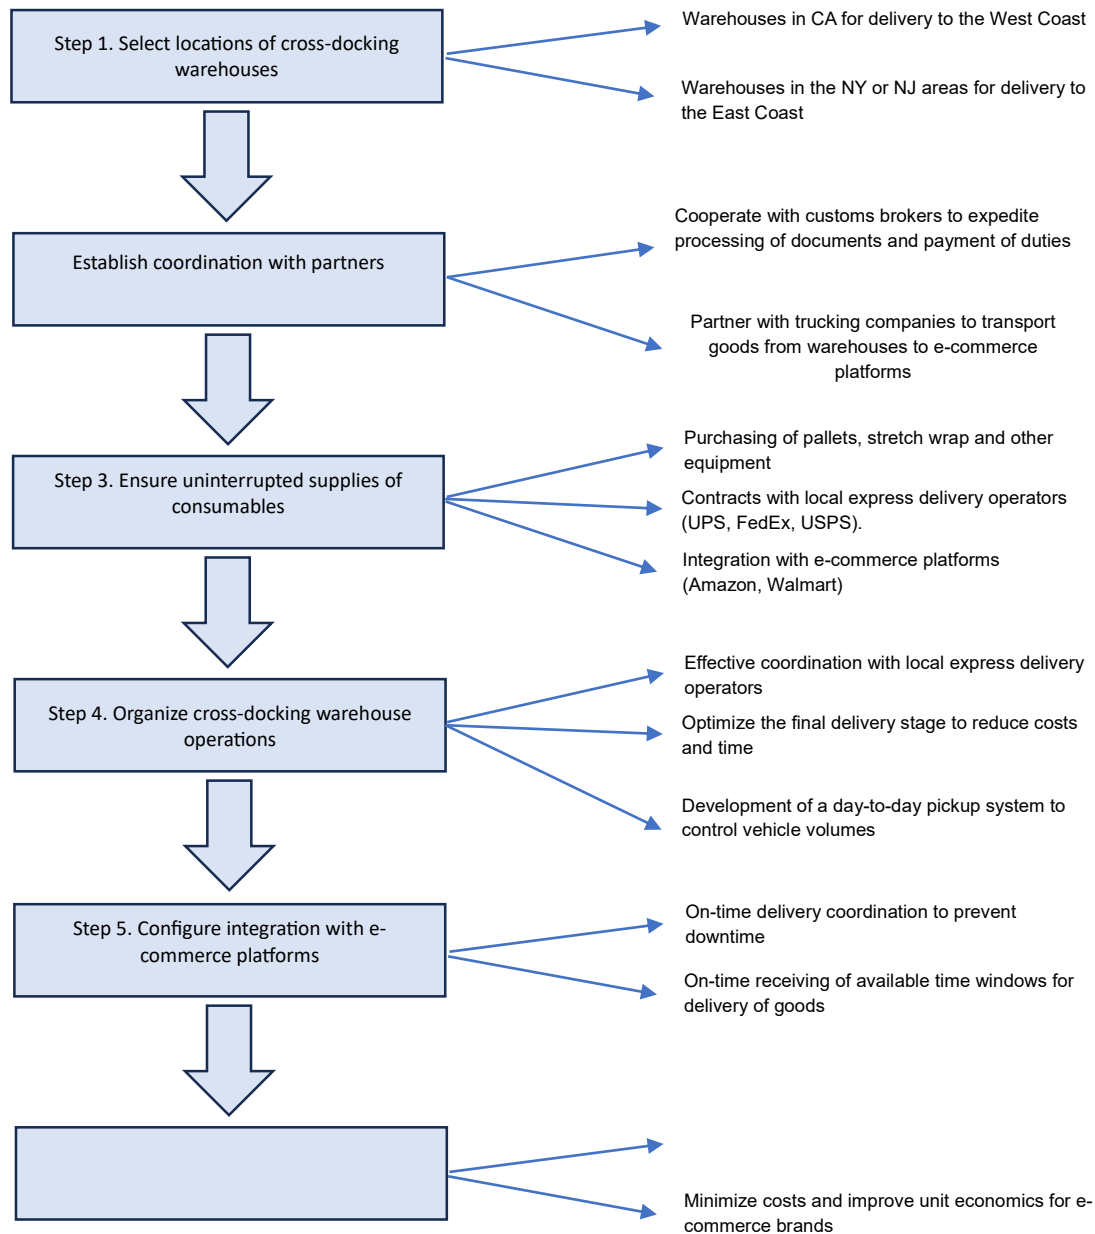 Step 1. Select locations of cross-docking
warehouses
Warehouses in CA for delivery to the West Coast
Warehouses in the NY or NJ areas for delivery to
the East Coast
Establish coordination with partners
Cooperate with customs brokers to expedite
processing of documents and payment of duties
Partner with trucking companies to transport
goods from warehouses to e-commerce
platforms
Step 3. Ensure uninterrupted supplies of
consumables
Purchasing of pallets, stretch wrap and other
equipment
Contracts with local express delivery operators
(UPS, FedEx, USPS).
Integration with e-commerce platforms
(Amazon, Walmart)
Step 4. Organize cross-docking warehouse
operations
Effective coordination with local express delivery
operators
Optimize the final delivery stage to reduce costs
and time
Development of a day-to-day pickup system to
control vehicle volumes
Step 5. Configure integration with e-
commerce platforms
On-time delivery coordination to prevent
downtime
On-time receiving of available time windows for
delivery of goods
Minimize costs and improve unit economics for e-
commerce brands